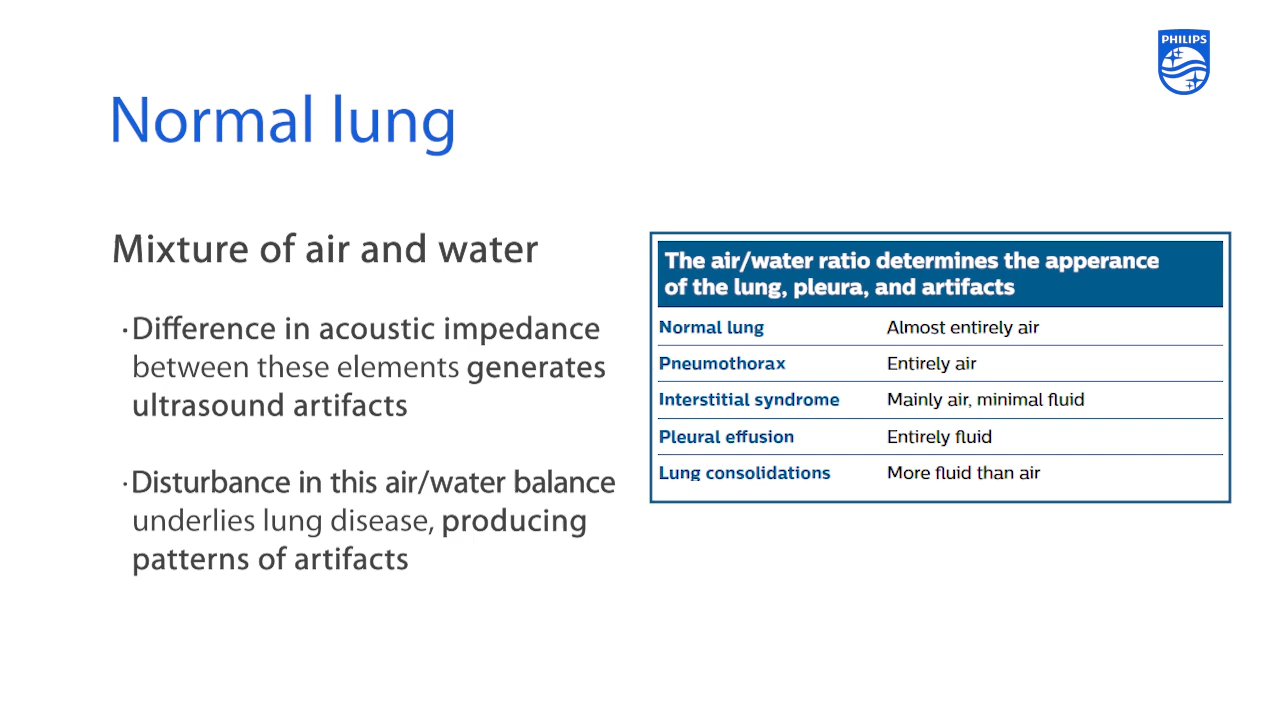 PHILIPS
Normal lung
Mixture of air and water
·Difference in acoustic impedance
between these elements generates
ultrasound artifacts
·Disturbance in this air/water balance
underlies lung disease, producing
patterns of artifacts
The air/water ratio determines the apperance
of the lung, pleura, and artifacts
Normal lung Almost entirely air
Pneumothorax Entirely air
Interstitial syndrome Mainly air, minimal fluid
Pleural effusion Entirely fluid
Lung consolidations More fluid than air